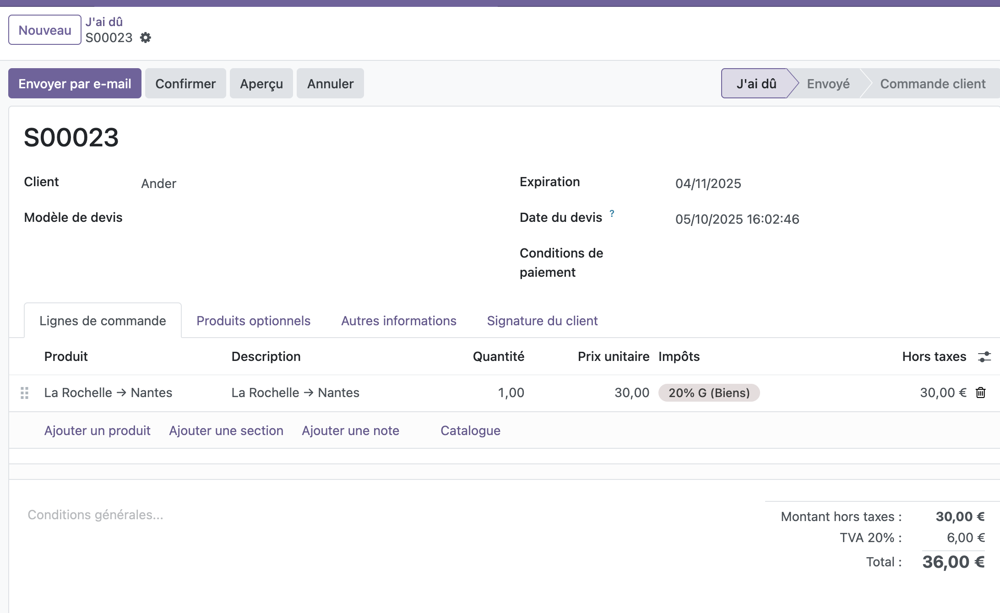 Nouveau
J'ai dû
S00023
Envoyer par e-mail
Confirmer
Aperçu
Annuler
J'ai dû
Envoyé
Commande client
S00023
Client
Ander
Expiration
04/11/2025
Modèle de devis
Date du devis ?
05/10/2025 16:02:46
Conditions de
paiement
Lignes de commande
Produits optionnels
Autres informations
Signature du client
Produit
Description
Quantité
Prix unitaire
Impôts
Hors taxes
La Rochelle → Nantes
La Rochelle → Nantes
1,00
30,00
20% G (Biens)
30,00 €
Ajouter un produit
Ajouter une section
Ajouter une note
Catalogue
Conditions générales...
Montant hors taxes :
30,00 €
TVA 20% :
6,00 €
Total :
36,00 €